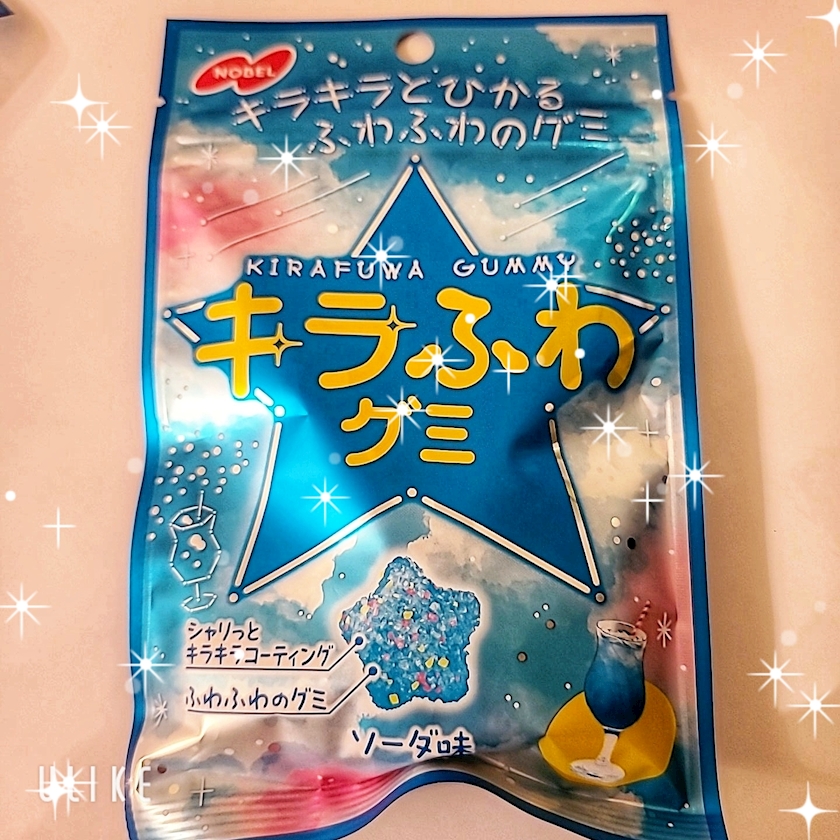 NOBEL
キラキラとひかる
ふわふわのグミ
KIRAFUWA GUMMY
キラふわ
グミ
シャリっと
キラキラコーティング
ふわふわのグミ
ソーダ味
ULIKE